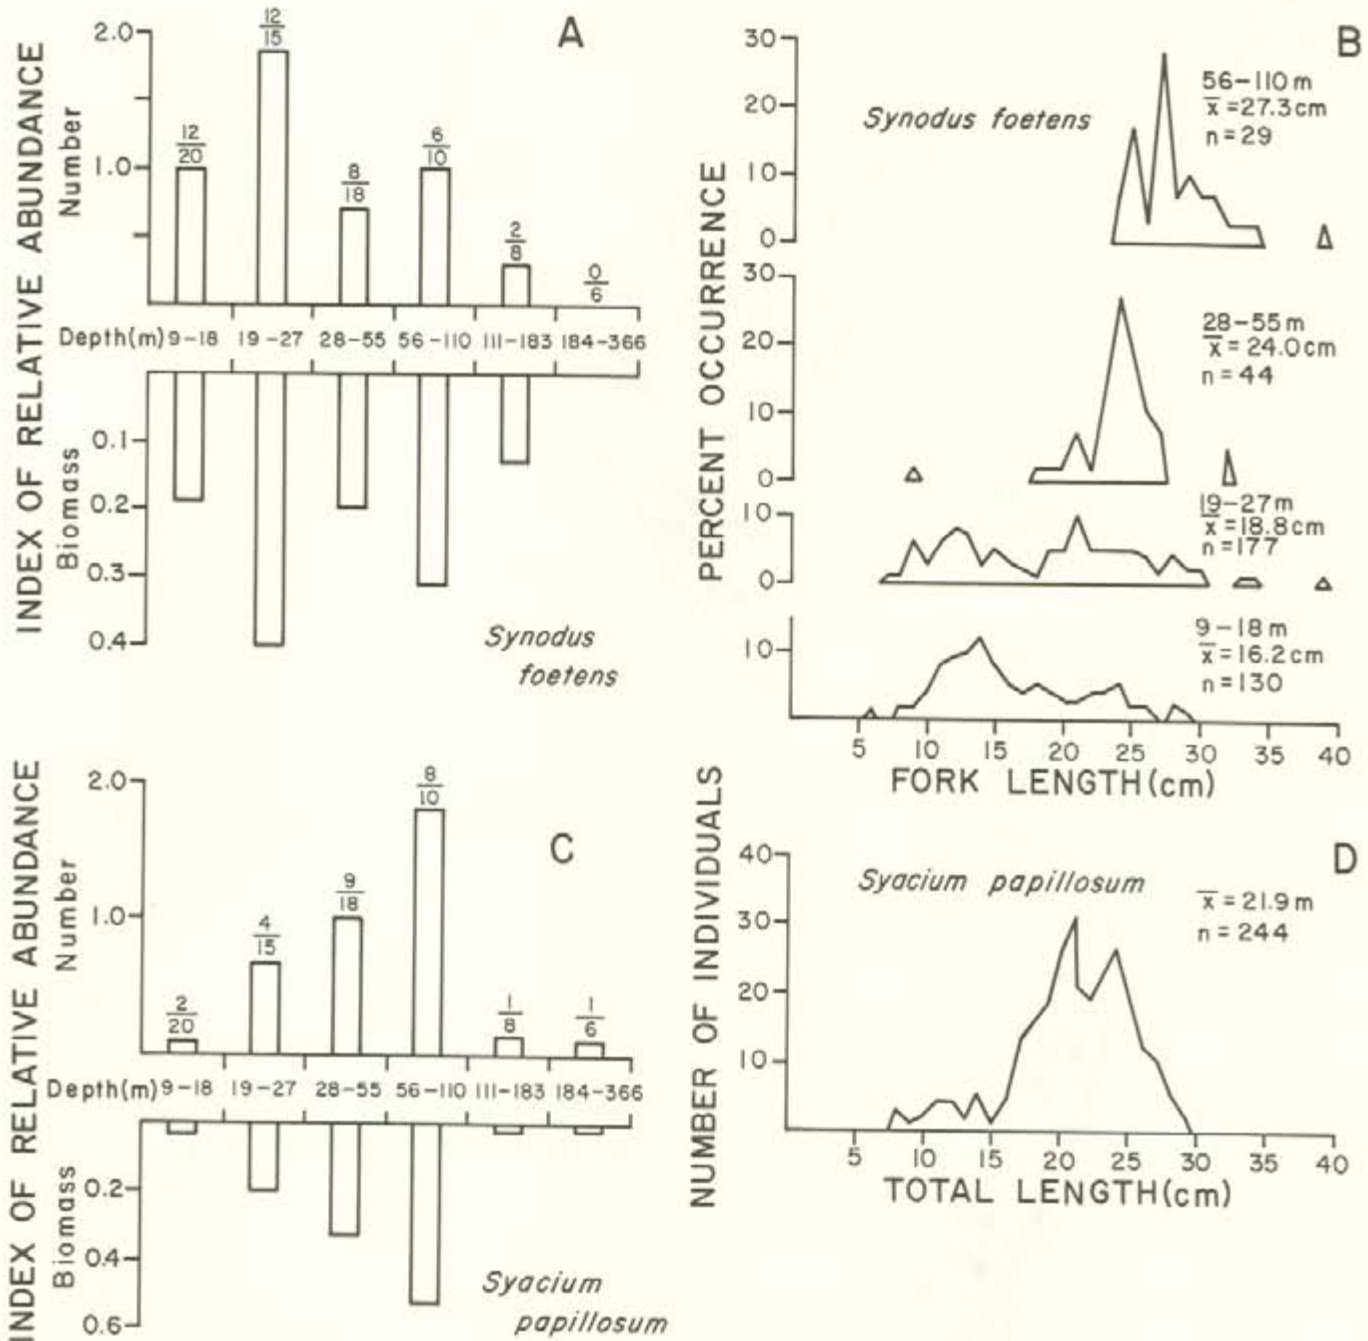 A
INDEX OF RELATIVE ABUNDANCE
Number
Biomass
2.0
1.0
12/20
12/15
8/18
6/10
2/8
0/6
Depth(m) 9-18 19-27 28-55 56-110 111-183 184-366
0.1
0.2
0.3
0.4
Synodus
foetens
B
PERCENT OCCURRENCE
Synodus foetens
30
20
10
0
56-110 m
x̄ = 27.3 cm
n = 29
30
20
10
0
28-55 m
x̄ = 24.0 cm
n = 44
10
0
19-27 m
x̄ = 18.8 cm
n = 177
10
9-18 m
x̄ = 16.2 cm
n = 130
5 10 15 20 25 30 35 40
FORK LENGTH (cm)
C
INDEX OF RELATIVE ABUNDANCE
Number
Biomass
2.0
1.0
2/20
4/15
9/18
8/10
1/8
1/6
Depth(m) 9-18 19-27 28-55 56-110 111-183 184-366
0.2
0.4
0.6
Syacium
papillosum
D
NUMBER OF INDIVIDUALS
Syacium papillosum
x̄ = 21.9 m
n = 244
40
30
20
10
5 10 15 20 25 30 35 40
TOTAL LENGTH (cm)